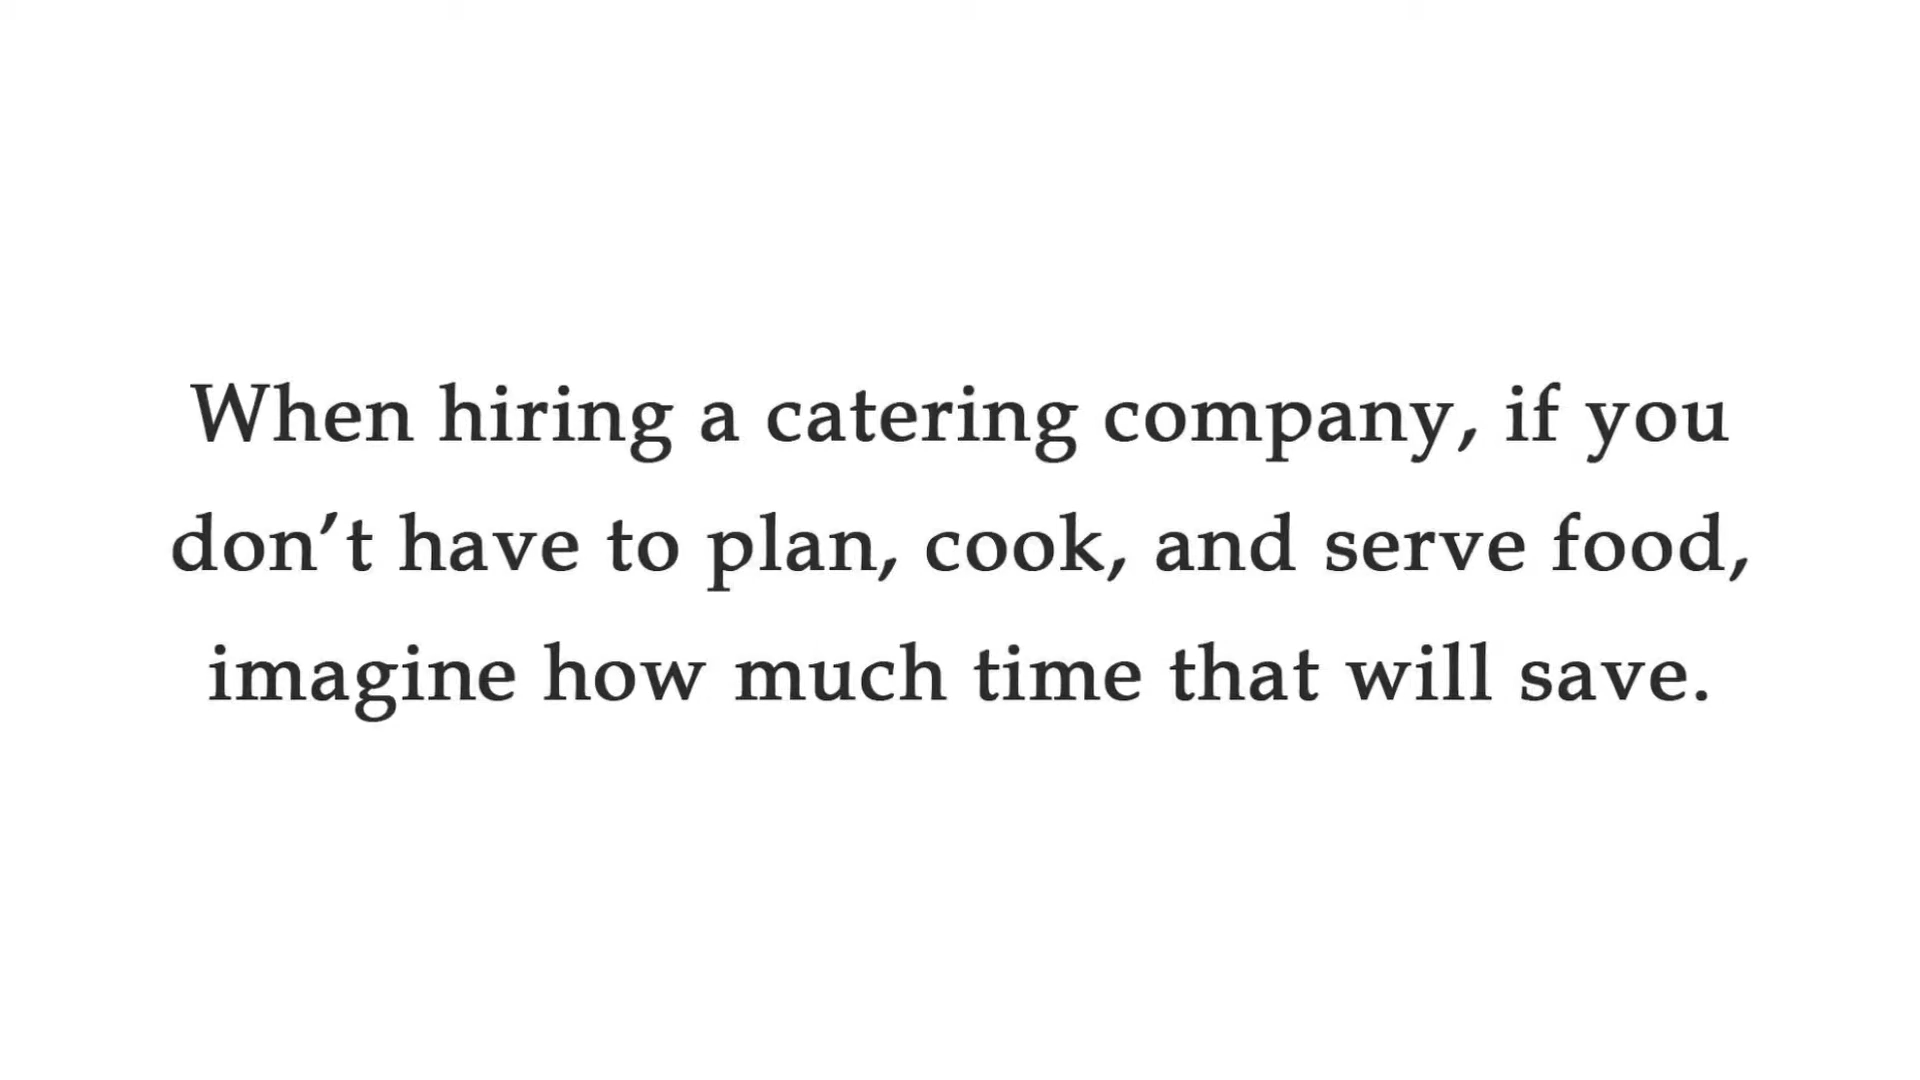 When hiring a catering company, if you
don’t have to plan, cook, and serve food,
imagine how much time that will save.